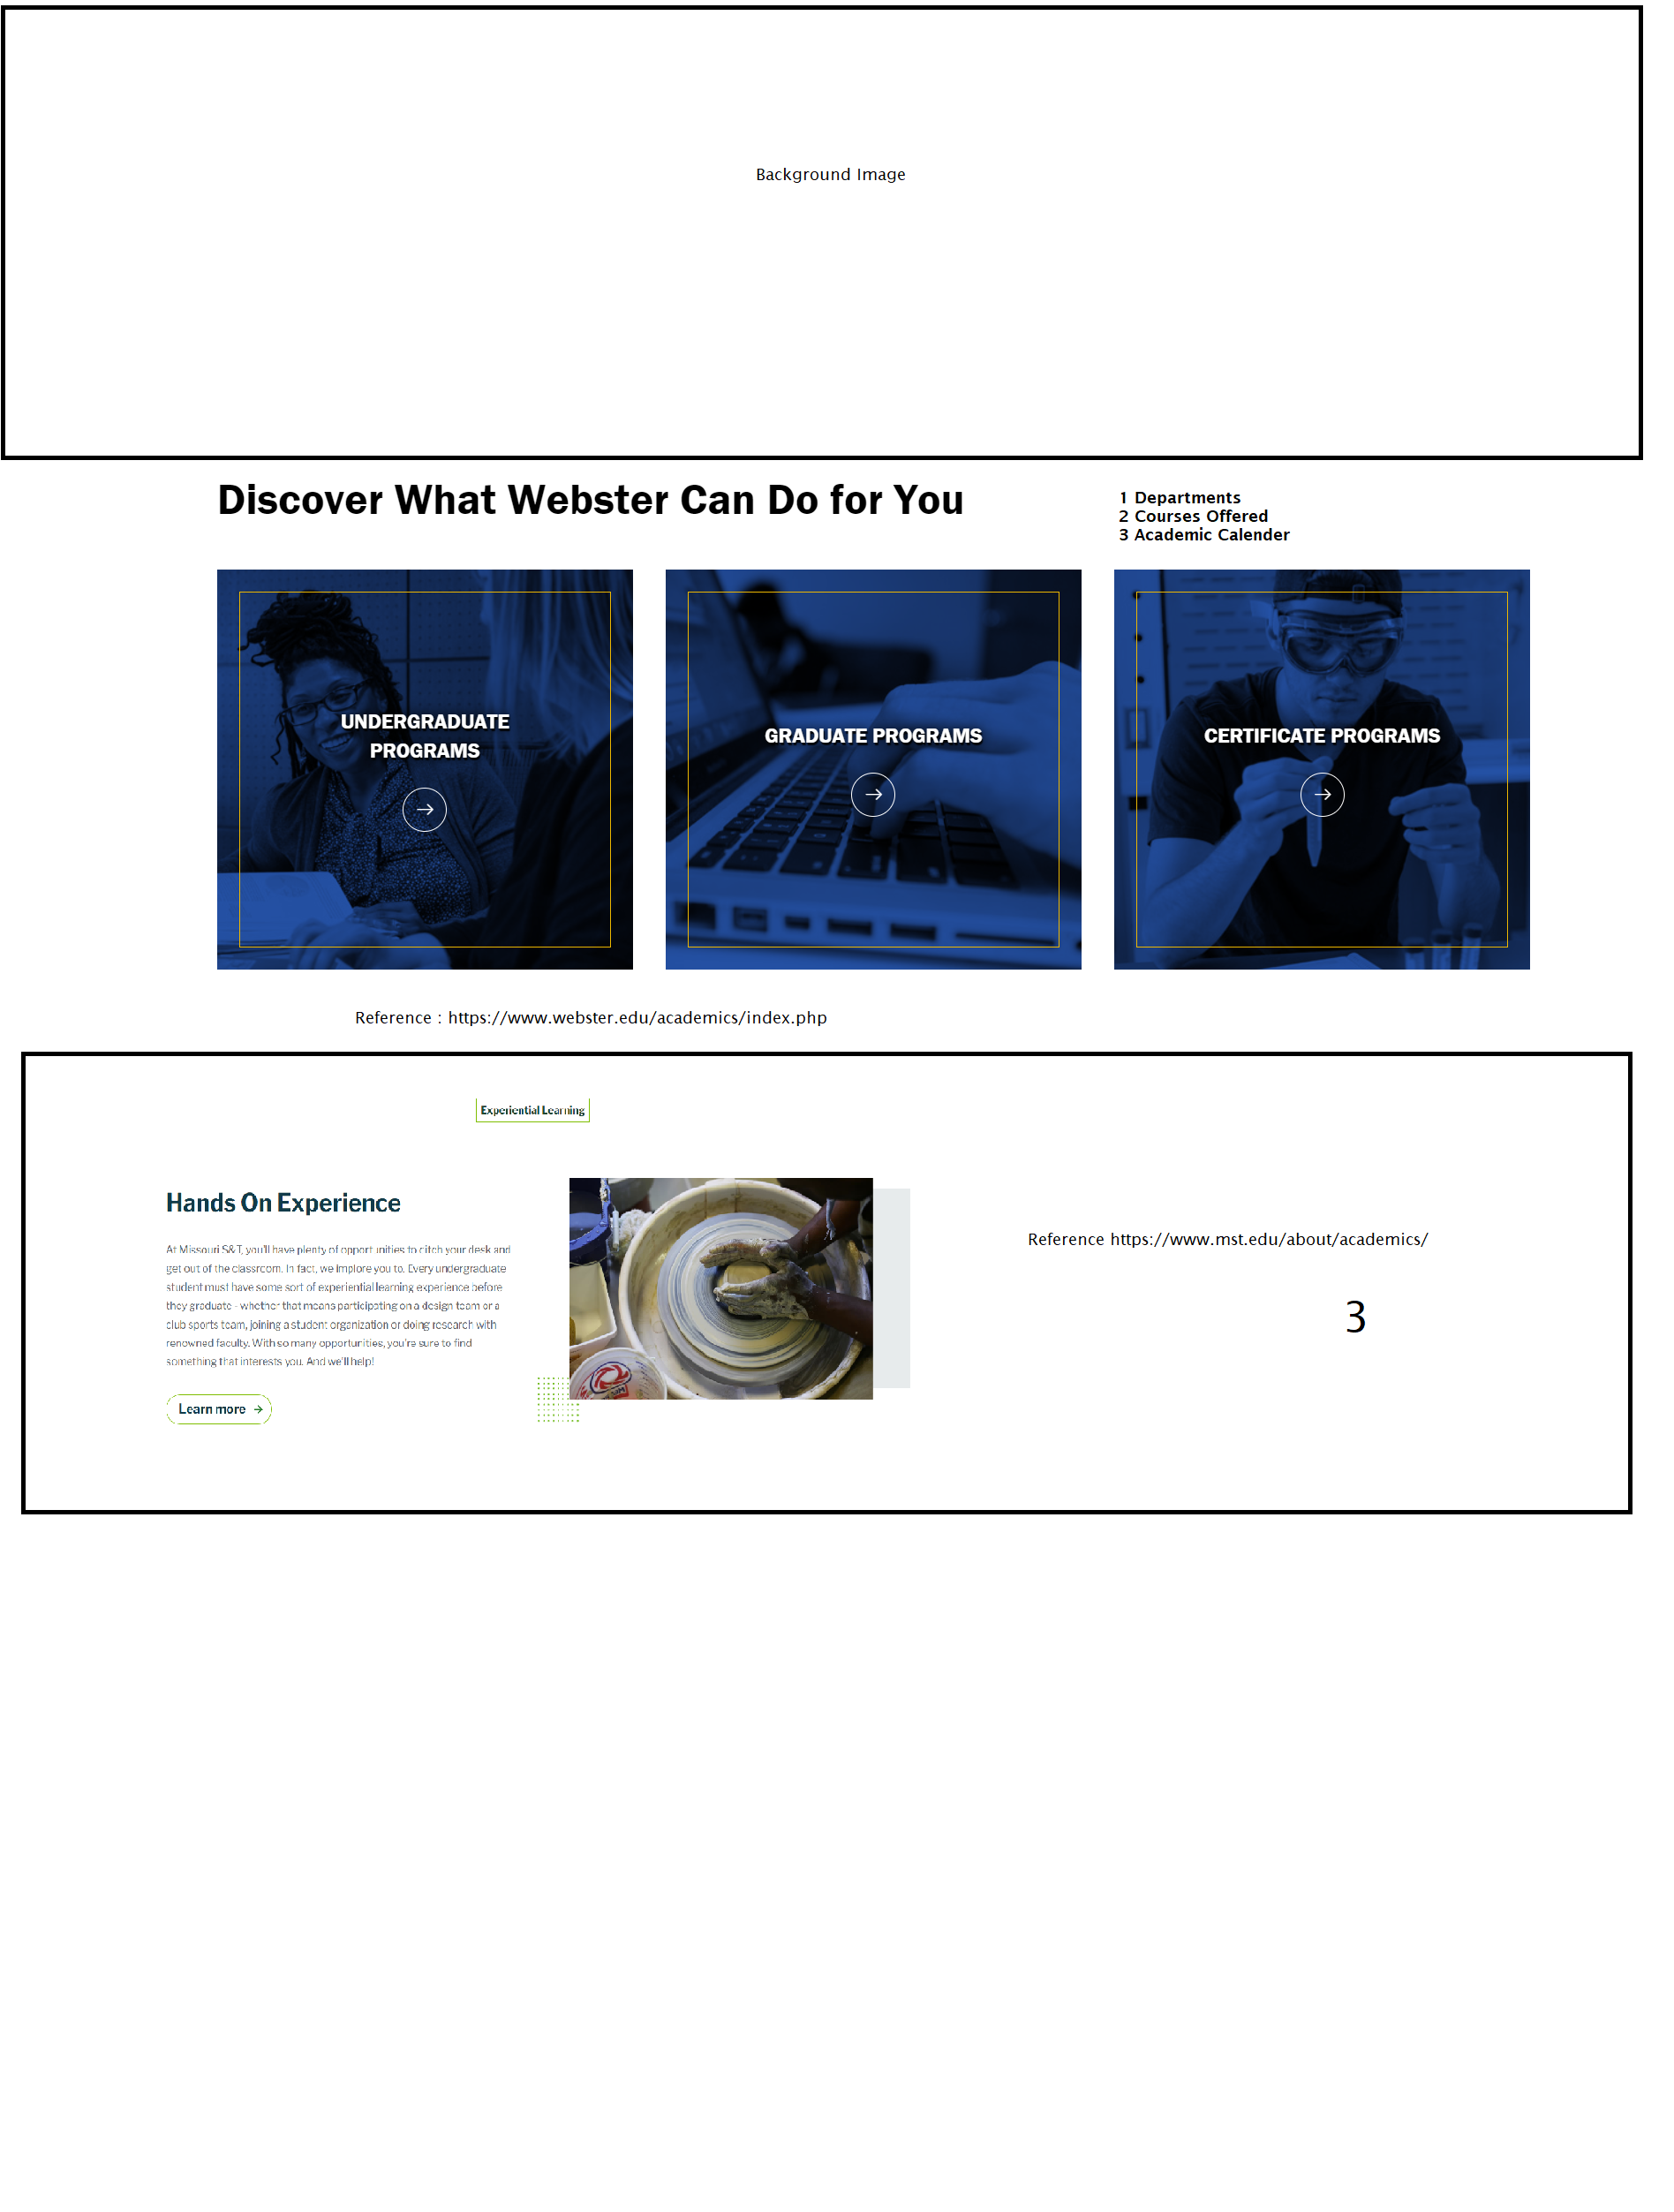 Background Image
Discover What Webster Can Do for You
1 Departments
2 Courses Offered
3 Academic Calender
UNDERGRADUATE
PROGRAMS
GRADUATE PROGRAMS
CERTIFICATE PROGRAMS
Reference : https://www.webster.edu/academics/index.php
Experiential Learning
Hands On Experience
At Missouri S&T, you'll have plenty of opportunities to ditch your desk and
get out of the classroom. In fact, we implore you to. Every undergraduate
student must have some sort of experiential learning experience before
they graduate - whether that means participating on a design team or a
club sports team, joining a student organization or doing research with
renowned faculty. With so many opportunities, you're sure to find
something that interests you. And we'll help!
Learn more
Reference https://www.mst.edu/about/academics/
3